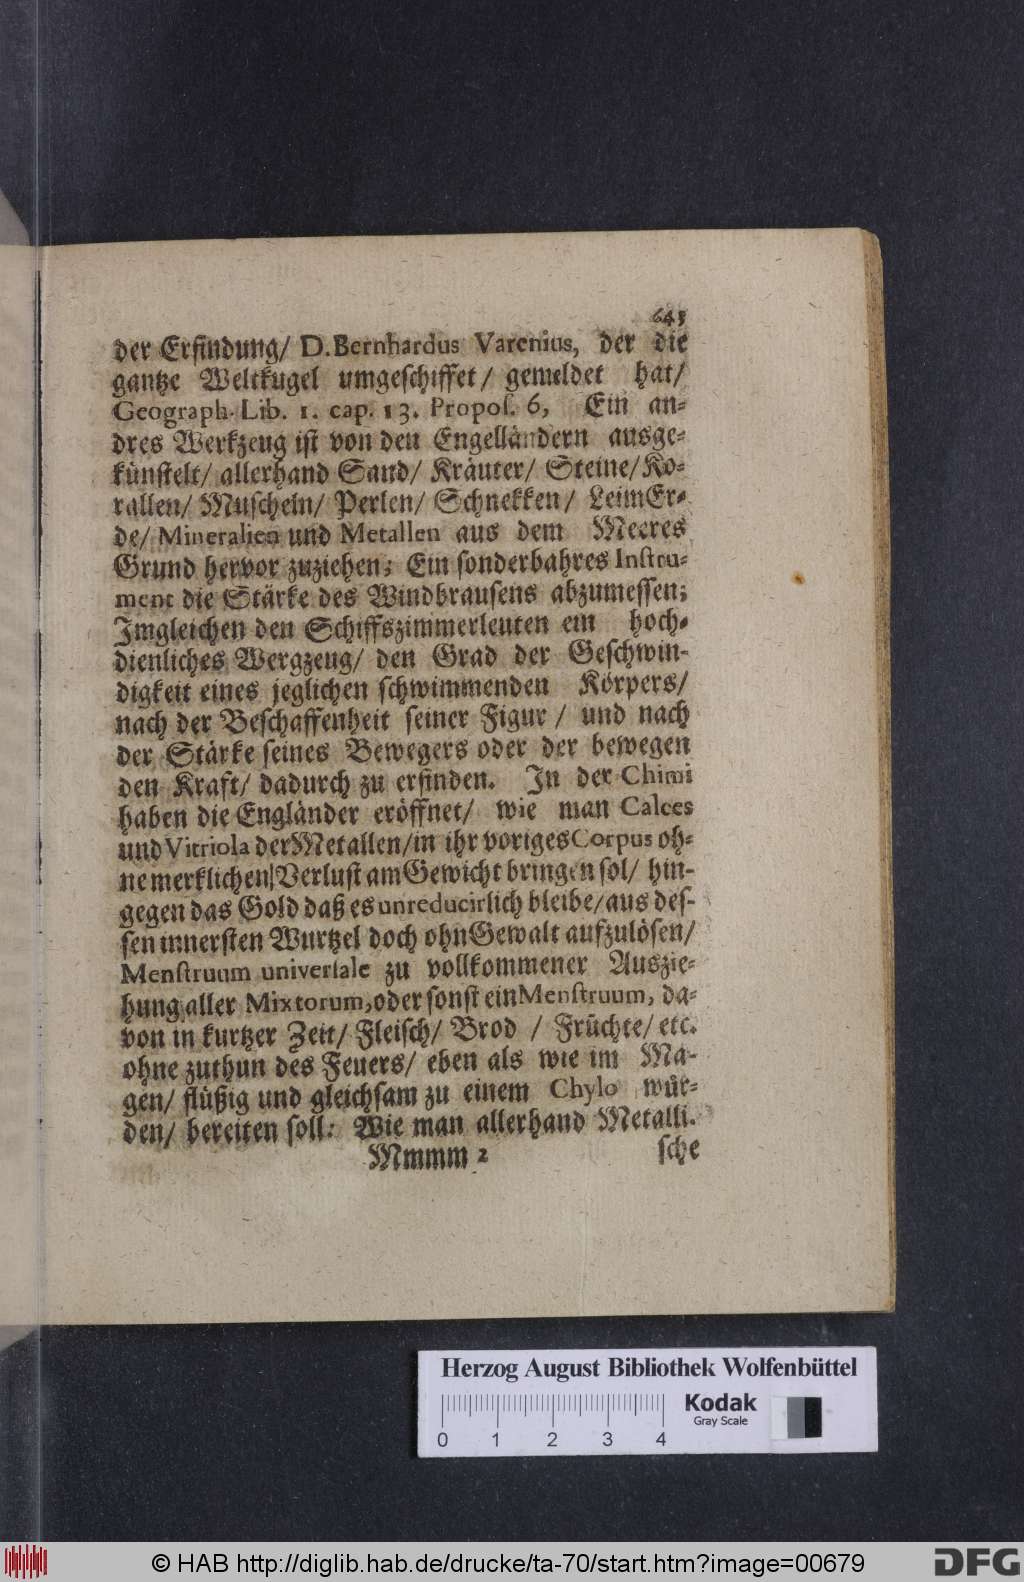 643
der Erfindung/ D. Bernhardus Varenius, der die
gantze Weltkugel umgeschiffet/ gemeldet hat/
Geograph. Lib. 1. cap. 13. Propos. 6, Ein an-
dres Werkzeug ist von den Engelländern ausge-
künstelt/ allerhand Sand/ Kräuter/ Steine/ Ko-
rallen/ Muscheln/ Perlen/ Schnekken/ LeimEr-
de/ Mineralien und Metallen aus dem Meeres
Grund hervor zuziehen; Ein sonderbahres Instru-
ment die Stärke des Windbrausens abzumessen;
Imgleichen den Schiffszimmerleuten ein hoch-
dienliches Wergzeug/ den Grad der Geschwin-
digkeit eines jeglichen schwimmenden Körpers/
nach der Beschaffenheit seiner Figur/ und nach
der Stärke seines Bewegers oder der bewegen
den Kraft/ dadurch zu erfinden. In der Chimi
haben die Engländer eröffnet/ wie man Calces
und Vitriola der Metallen/ in ihr voriges Corpus oh-
ne merklichen Verlust am Gewicht bringen sol/ hin-
gegen das Gold daß es unreducirlich bleibe/ aus des-
sen innersten Wurtzel doch ohn Gewalt aufzulösen/
Menstruum universale zu vollkommener Auszie-
hung aller Mixtorum, oder sonst ein Menstruum, da-
von in kurtzer Zeit/ Fleisch/ Brod / Früchte/ etc.
ohne zuthun des Feuers/ eben als wie im Ma-
gen/ flüßig und gleichsam zu einem Chylo wür-
den/ bereiten soll: Wie man allerhand Metalli-
Mmmm 2 sche
Herzog August Bibliothek Wolfenbüttel
Kodak
Gray Scale
0 1 2 3 4
© HAB http://diglib.hab.de/drucke/ta-70/start.htm?image=00679
DFG